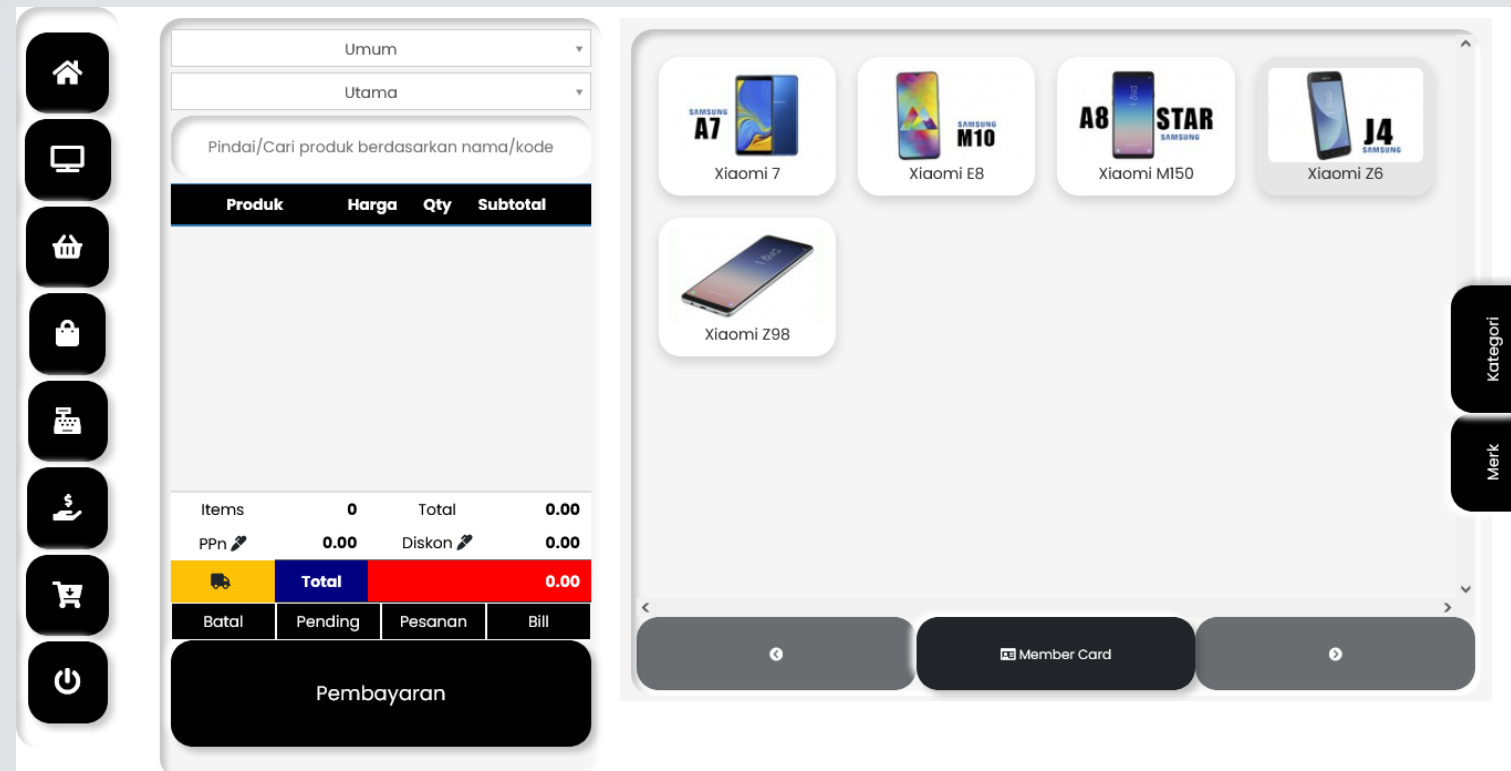 Umum
Utama
Pindai/Cari produk berdasarkan nama/kode
Produk Harga Qty Subtotal
Items 0 Total 0.00
PPn 0.00 Diskon 0.00
Total 0.00
Batal Pending Pesanan Bill
Pembayaran
SAMSUNG
A7
Xiaomi 7
SAMSUNG
M10
Xiaomi E8
A8 STAR
SAMSUNG
Xiaomi M150
J4
SAMSUNG
Xiaomi Z6
Xiaomi Z98
Kategori
Merk
Member Card